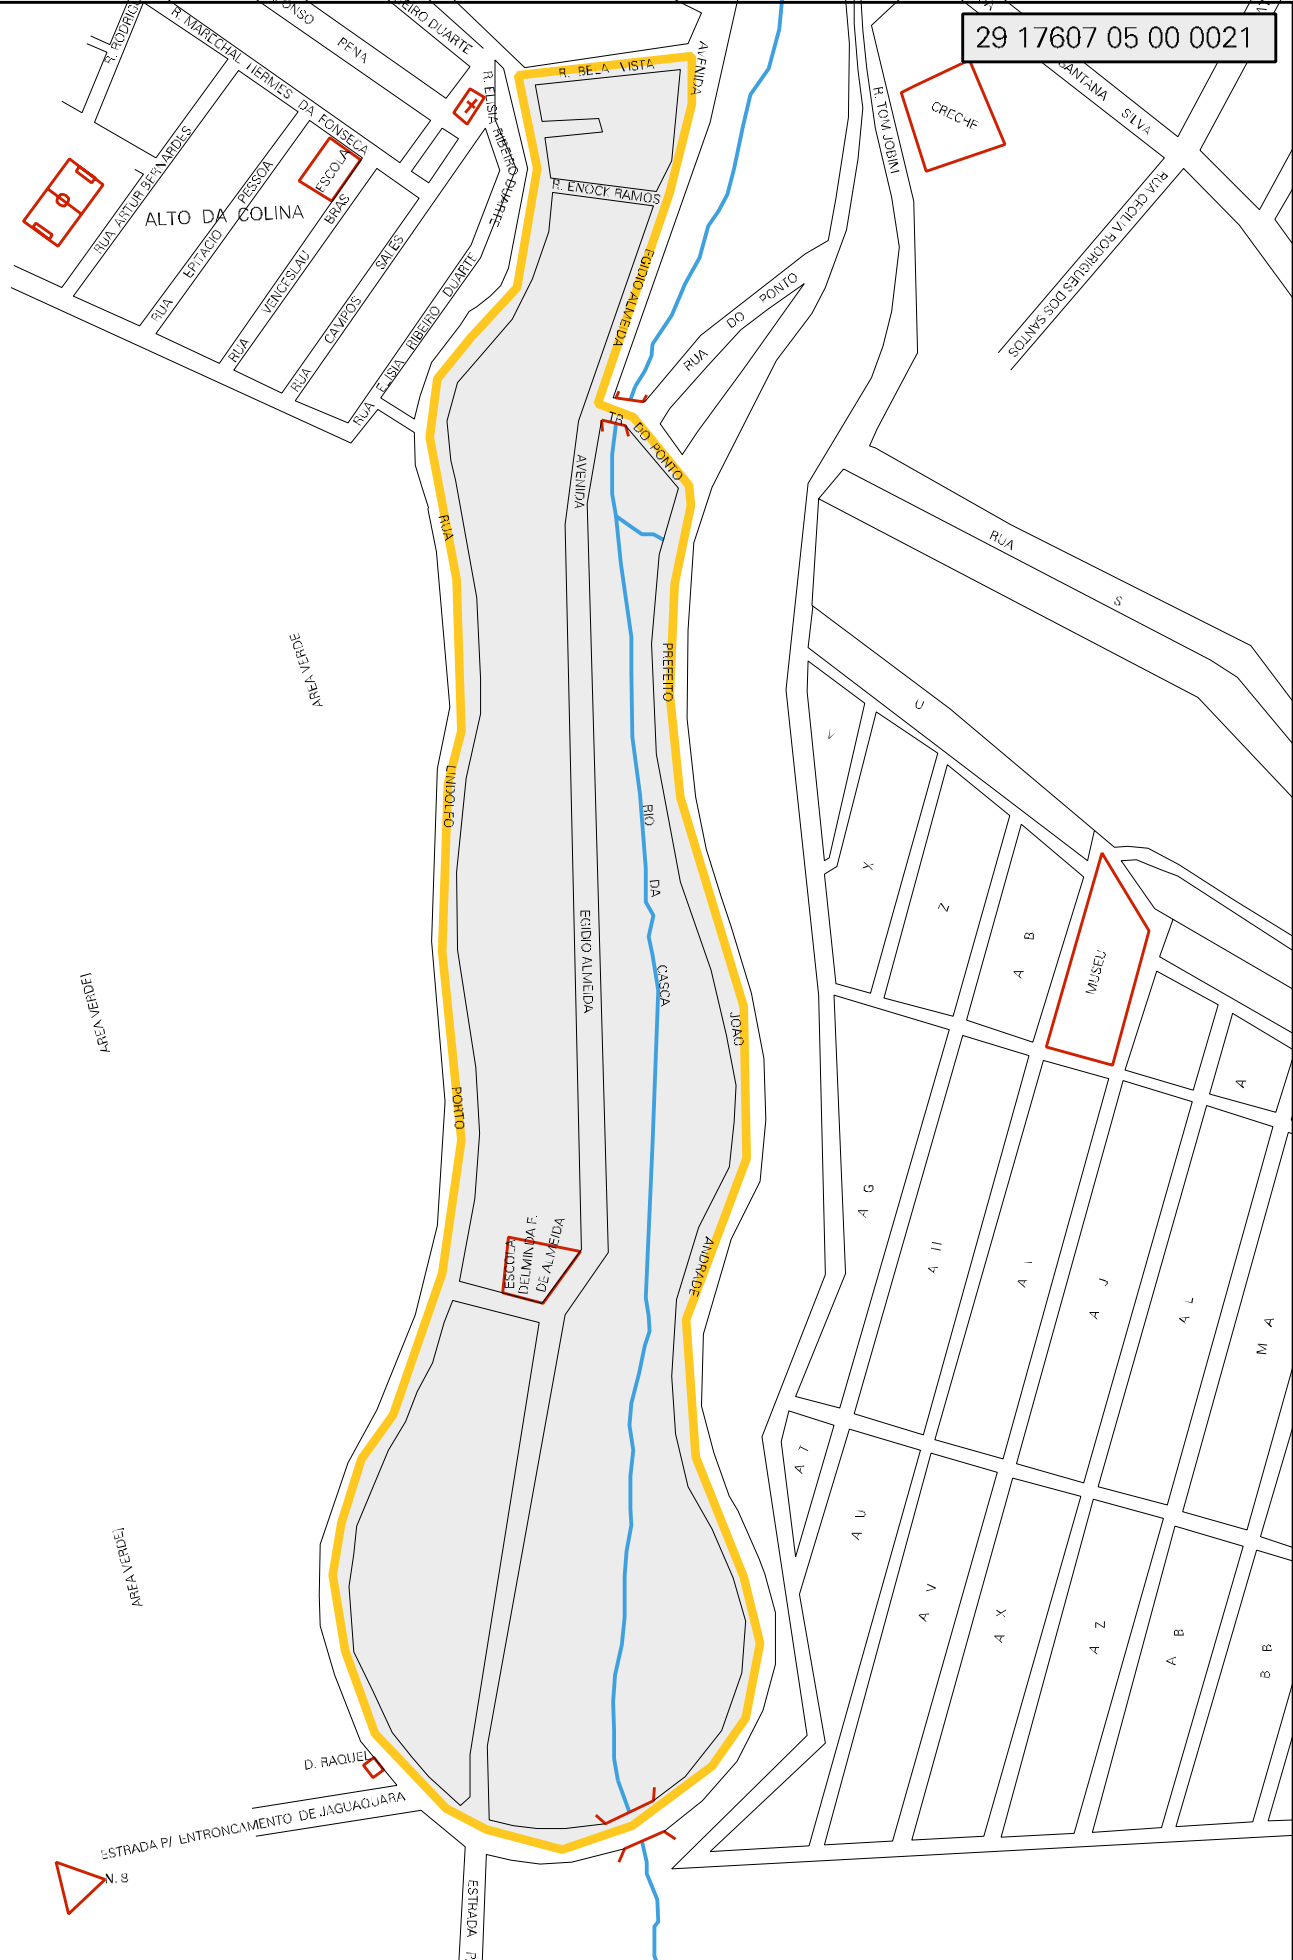 29 17607 05 00 0021
R. MARECHAL HERMES DA FONSECA
PENA
EIRO DUARTE
R. BELA VISTA
AVENIDA
SANTANA SILVA
CRECHE
R. TOM JOBIM
R. ELISIA RIBEIRO DUARTE
ESCOLA
ALTO DA COLINA
RUA ARTUR BERNARDES
RUA EPITACIO PESSOA
RUA VENCESLAU BRAS
RUA CAMPOS SALES
RUA ELISIA RIBEIRO DUARTE
R. ENOCK RAMOS
EGIDIO ALMEIDA
RUA DO PONTO
RUA CECILIA RODRIGUES DOS SANTOS
TR. DO PONTO
AVENIDA
RUA
RUA S
AREA VERDE
PREFEITO
U
V
LINDOLFO
RIO DA CASCA
X
Z
A B
MUSEU
EGIDIO ALMEIDA
AREA VERDE
JOAO
A
PORTO
A G
ESCOLA
DELMINDA F.
DE ALMEIDA
ANDRADE
A I
A J
A L
M A
A T
A U
AREA VERDE
A V
A X
A Z
A B
B B
D. RAQUEL
ESTRADA P/ ENTRONCAMENTO DE JAGUAQUARA
ESTRADA P